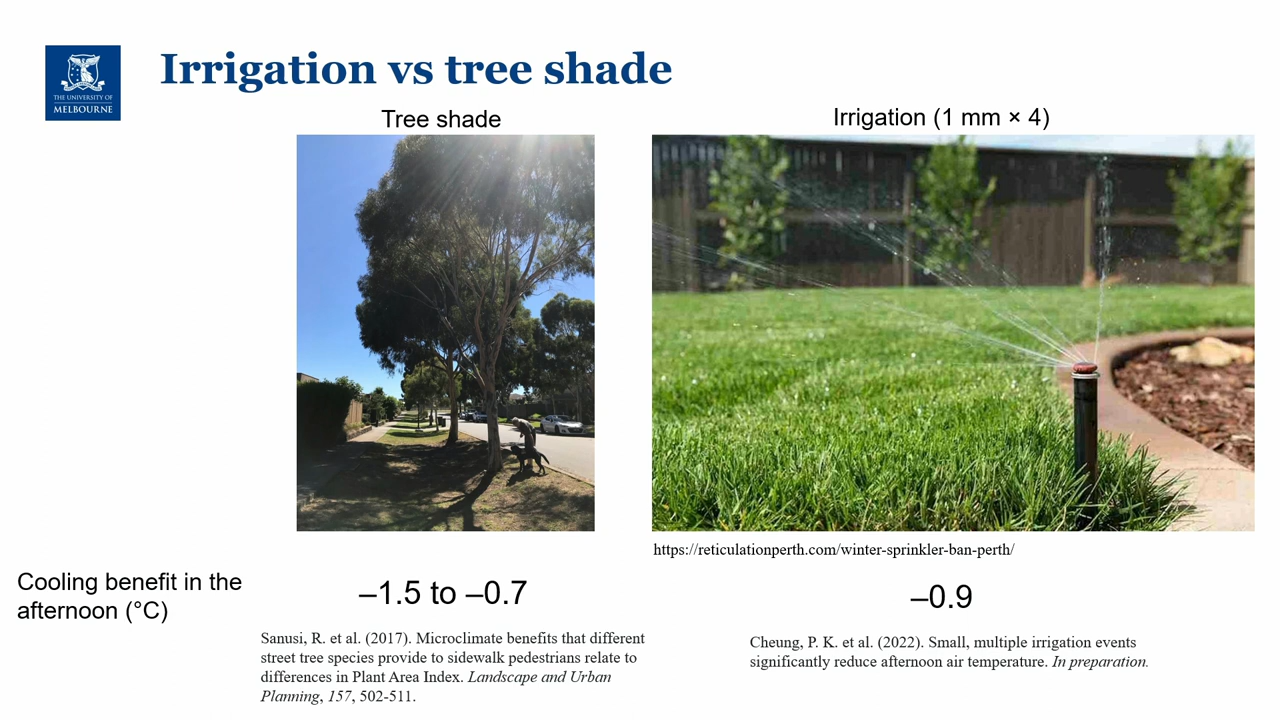 THE UNIVERSITY OF
MELBOURNE
Irrigation vs tree shade
Tree shade
Irrigation (1 mm × 4)
https://reticulationperth.com/winter-sprinkler-ban-perth/
Cooling benefit in the
afternoon (°C)
–1.5 to –0.7
–0.9
Sanusi, R. et al. (2017). Microclimate benefits that different
street tree species provide to sidewalk pedestrians relate to
differences in Plant Area Index. Landscape and Urban
Planning, 157, 502-511.
Cheung, P. K. et al. (2022). Small, multiple irrigation events
significantly reduce afternoon air temperature. In preparation.